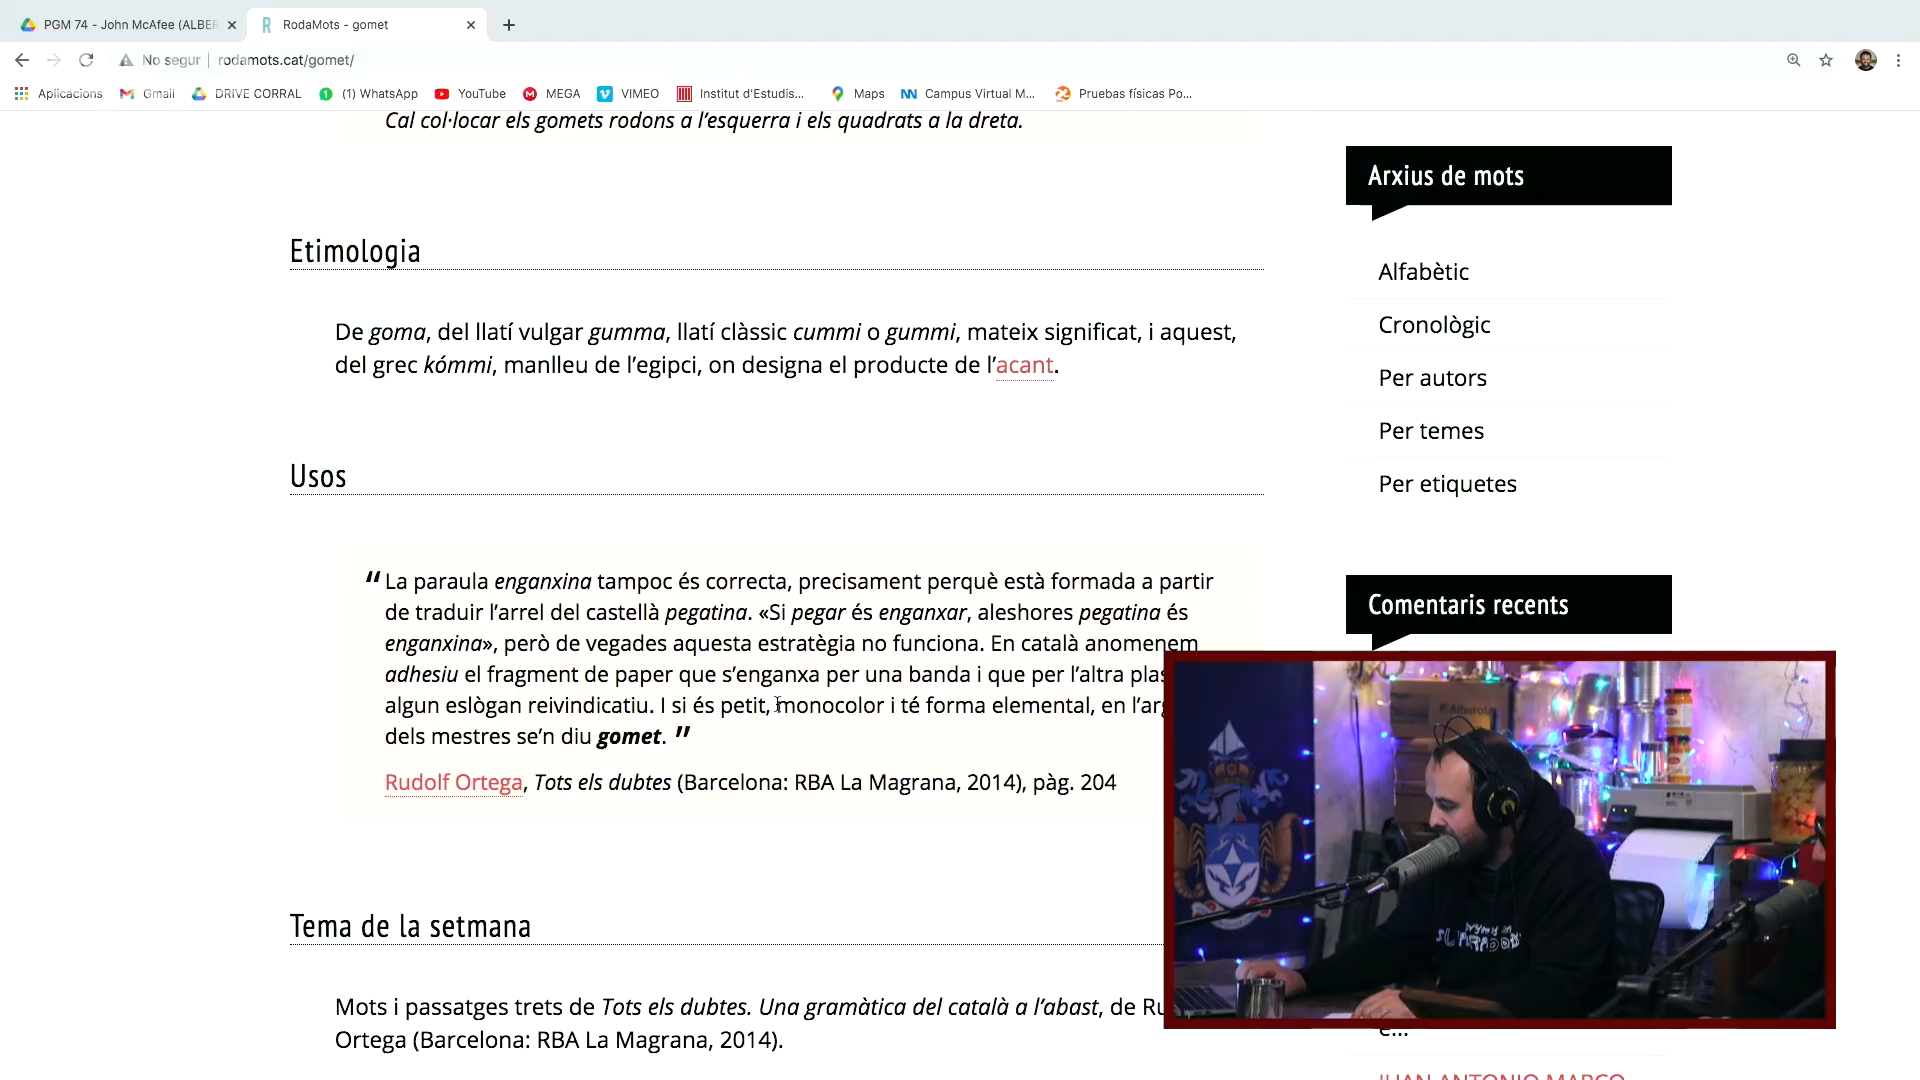 PGM 74 - John McAfee (ALBER
RodaMots - gomet
No segur
rodamots.cat/gomet/
Aplicacions
Gmail
DRIVE CORRAL
(1) WhatsApp
YouTube
MEGA
VIMEO
Institut d'Estudis...
Maps
Campus Virtual M...
Pruebas físicas Po...
Cal col·locar els gomets rodons a l’esquerra i els quadrats a la dreta.
Etimologia
De goma, del llatí vulgar gumma, llatí clàssic cummi o gummi, mateix significat, i aquest,
del grec kómmi, manlleu de l’egipci, on designa el producte de l’acant.
Usos
“La paraula enganxina tampoc és correcta, precisament perquè està formada a partir
de traduir l’arrel del castellà pegatina. «Si pegar és enganxar, aleshores pegatina és
enganxina», però de vegades aquesta estratègia no funciona. En català anomenem
adhesiu el fragment de paper que s’enganxa per una banda i que per l’altra plas
algun eslògan reivindicatiu. I si és petit, monocolor i té forma elemental, en l’arg
dels mestres se’n diu gomet. ”
Rudolf Ortega, Tots els dubtes (Barcelona: RBA La Magrana, 2014), pàg. 204
Tema de la setmana
Mots i passatges trets de Tots els dubtes. Una gramàtica del català a l’abast, de Ru
Ortega (Barcelona: RBA La Magrana, 2014).
Arxius de mots
Alfabètic
Cronològic
Per autors
Per temes
Per etiquetes
Comentaris recents
e...
JUAN ANTONIO MARCO